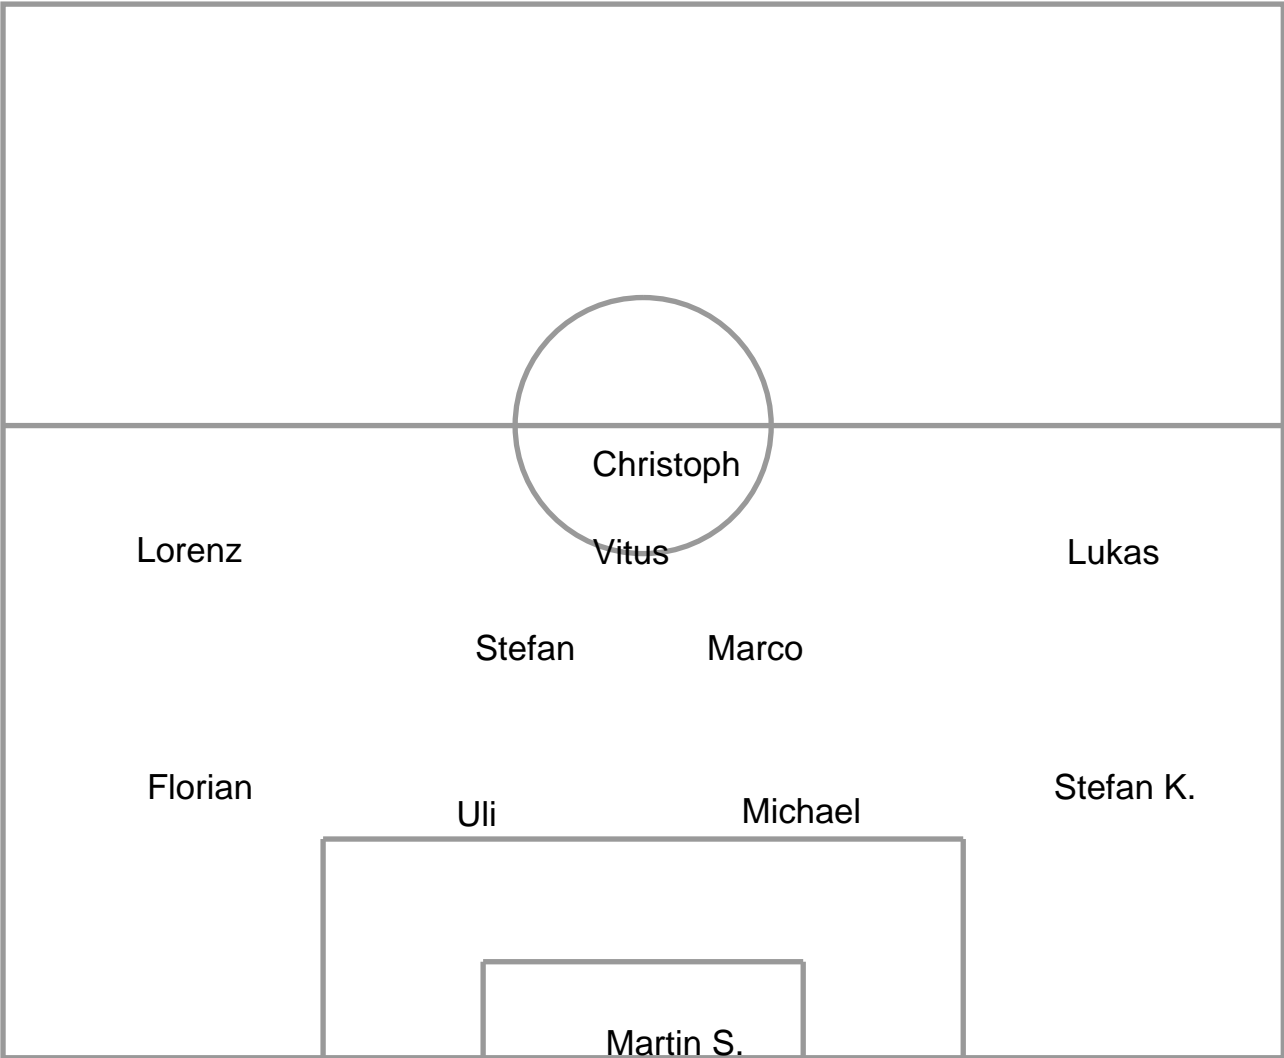 Christoph
Lorenz
Vitus
Lukas
Stefan
Marco
Florian
Stefan K.
Uli
Michael
Martin S.